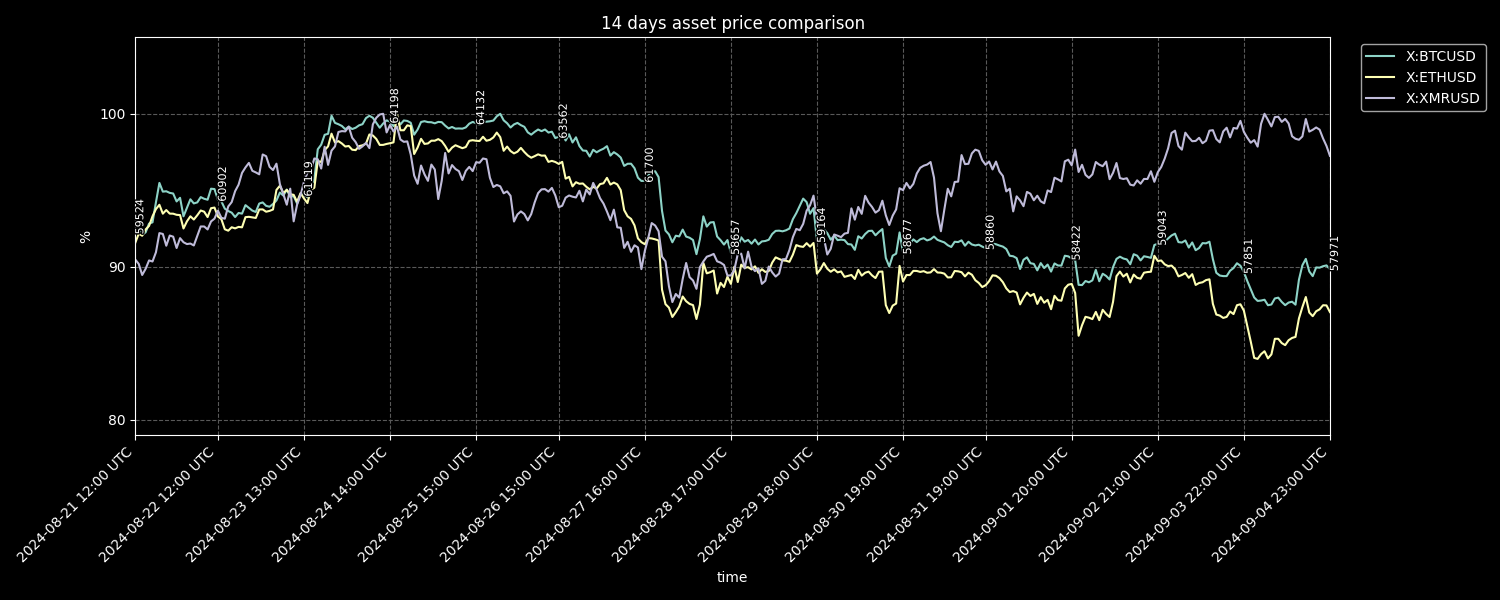 14 days asset price comparison
X:BTCUSD
X:ETHUSD
X:XMRUSD
%
100
90
80
59524
60902
61119
64198
64132
63562
61700
58657
59164
58677
58860
58422
59043
57851
57971
2024-08-21 12:00 UTC
2024-08-22 12:00 UTC
2024-08-23 13:00 UTC
2024-08-24 14:00 UTC
2024-08-25 15:00 UTC
2024-08-26 15:00 UTC
2024-08-27 16:00 UTC
2024-08-28 17:00 UTC
2024-08-29 18:00 UTC
2024-08-30 19:00 UTC
2024-08-31 19:00 UTC
2024-09-01 20:00 UTC
2024-09-02 21:00 UTC
2024-09-03 22:00 UTC
2024-09-04 23:00 UTC
time